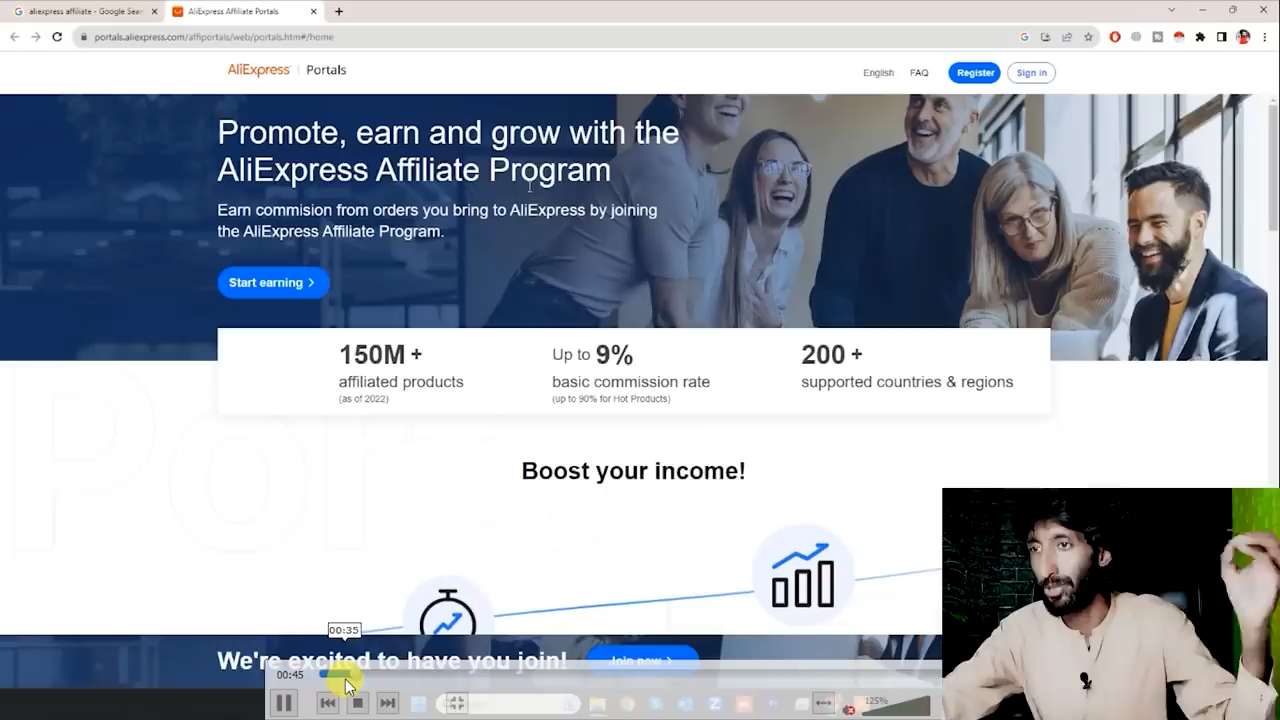 aliexpress affiliate - Google Sear
AliExpress Affiliate Portals
portals.aliexpress.com/affiportals/web/portals.htm#/home
AliExpress | Portals
English
FAQ
Register
Sign in
Promote, earn and grow with the
AliExpress Affiliate Program
Earn commision from orders you bring to AliExpress by joining
the AliExpress Affiliate Program.
Start earning >
150M +
affiliated products
(as of 2022)
Up to 9%
basic commission rate
(up to 90% for Hot Products)
200 +
supported countries & regions
Boost your income!
00:35
We're excited to have you join!
Join now >
00:45
125%